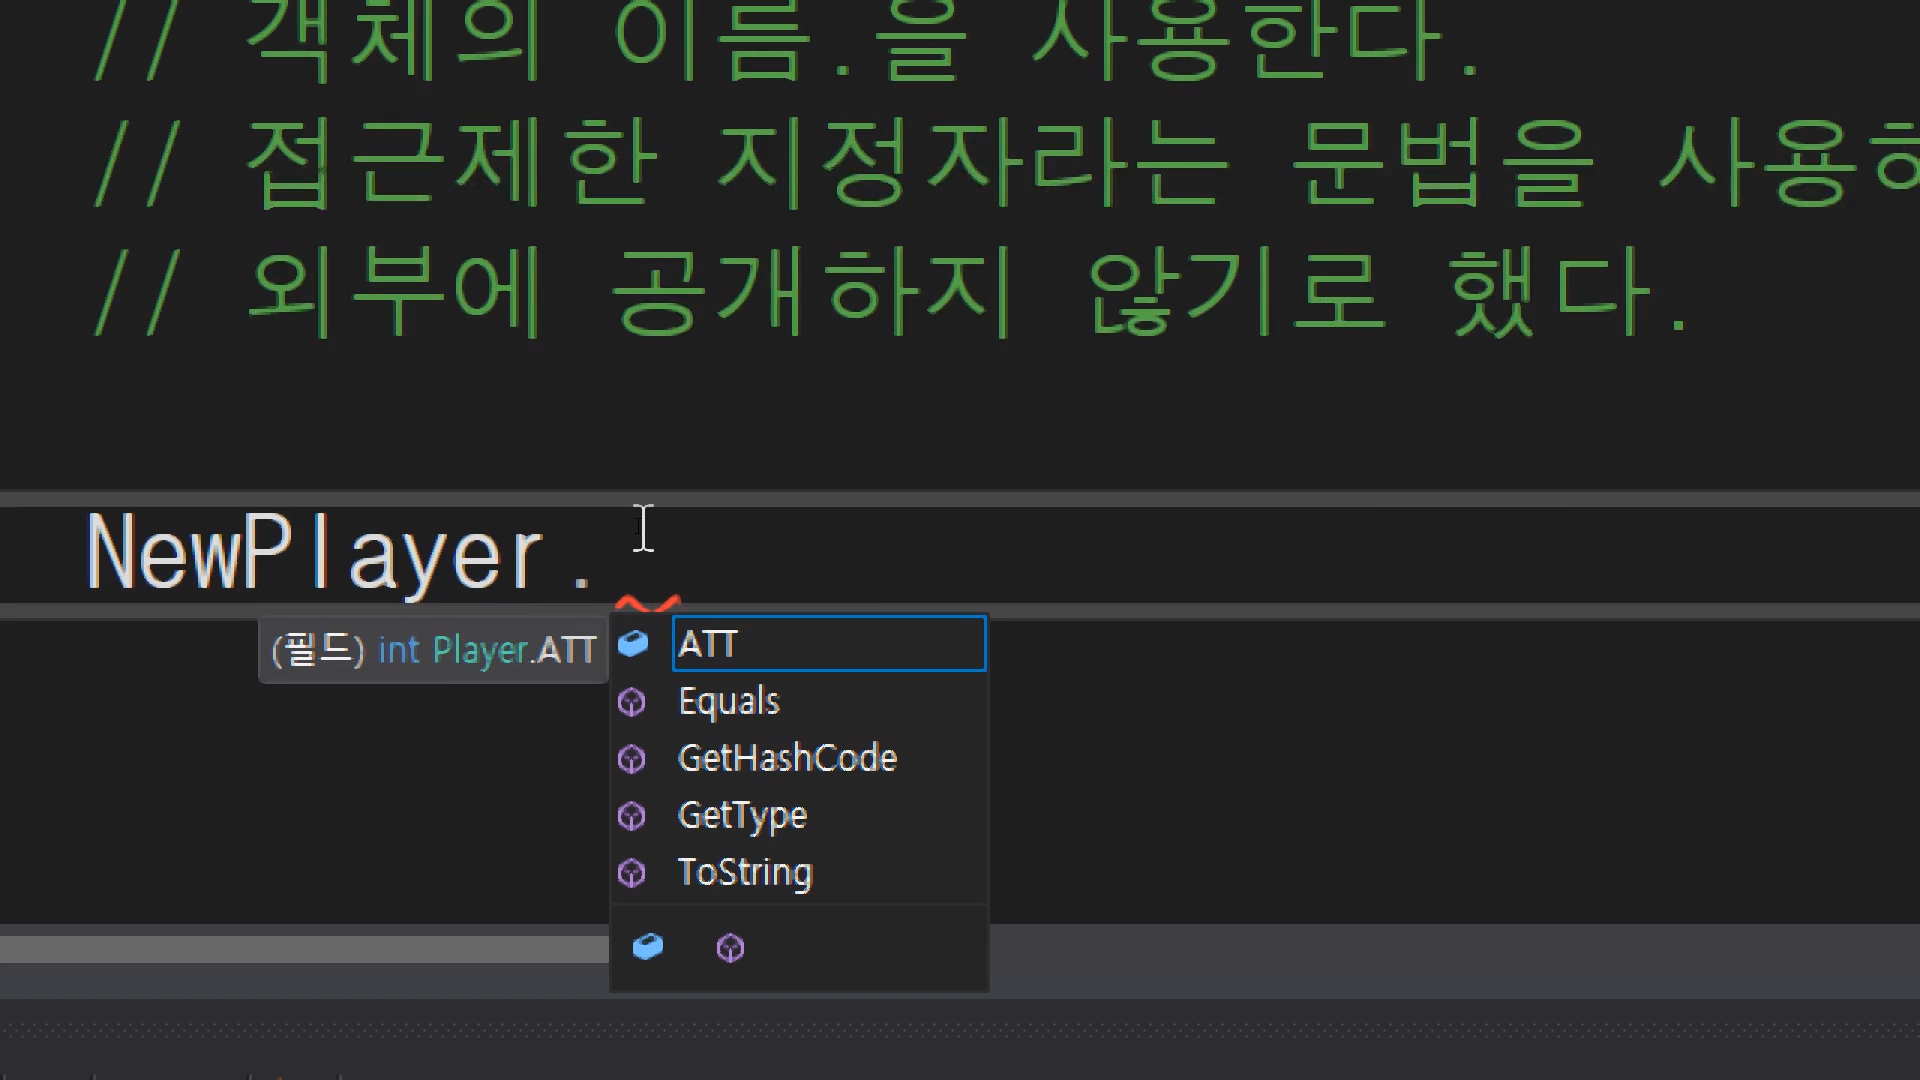 // 객체의 이름.을 사용한다.
// 접근제한 지정자라는 문법을 사용하
// 외부에 공개하지 않기로 했다.
NewPlayer.
(필드) int Player.ATT
ATT
Equals
GetHashCode
GetType
ToString